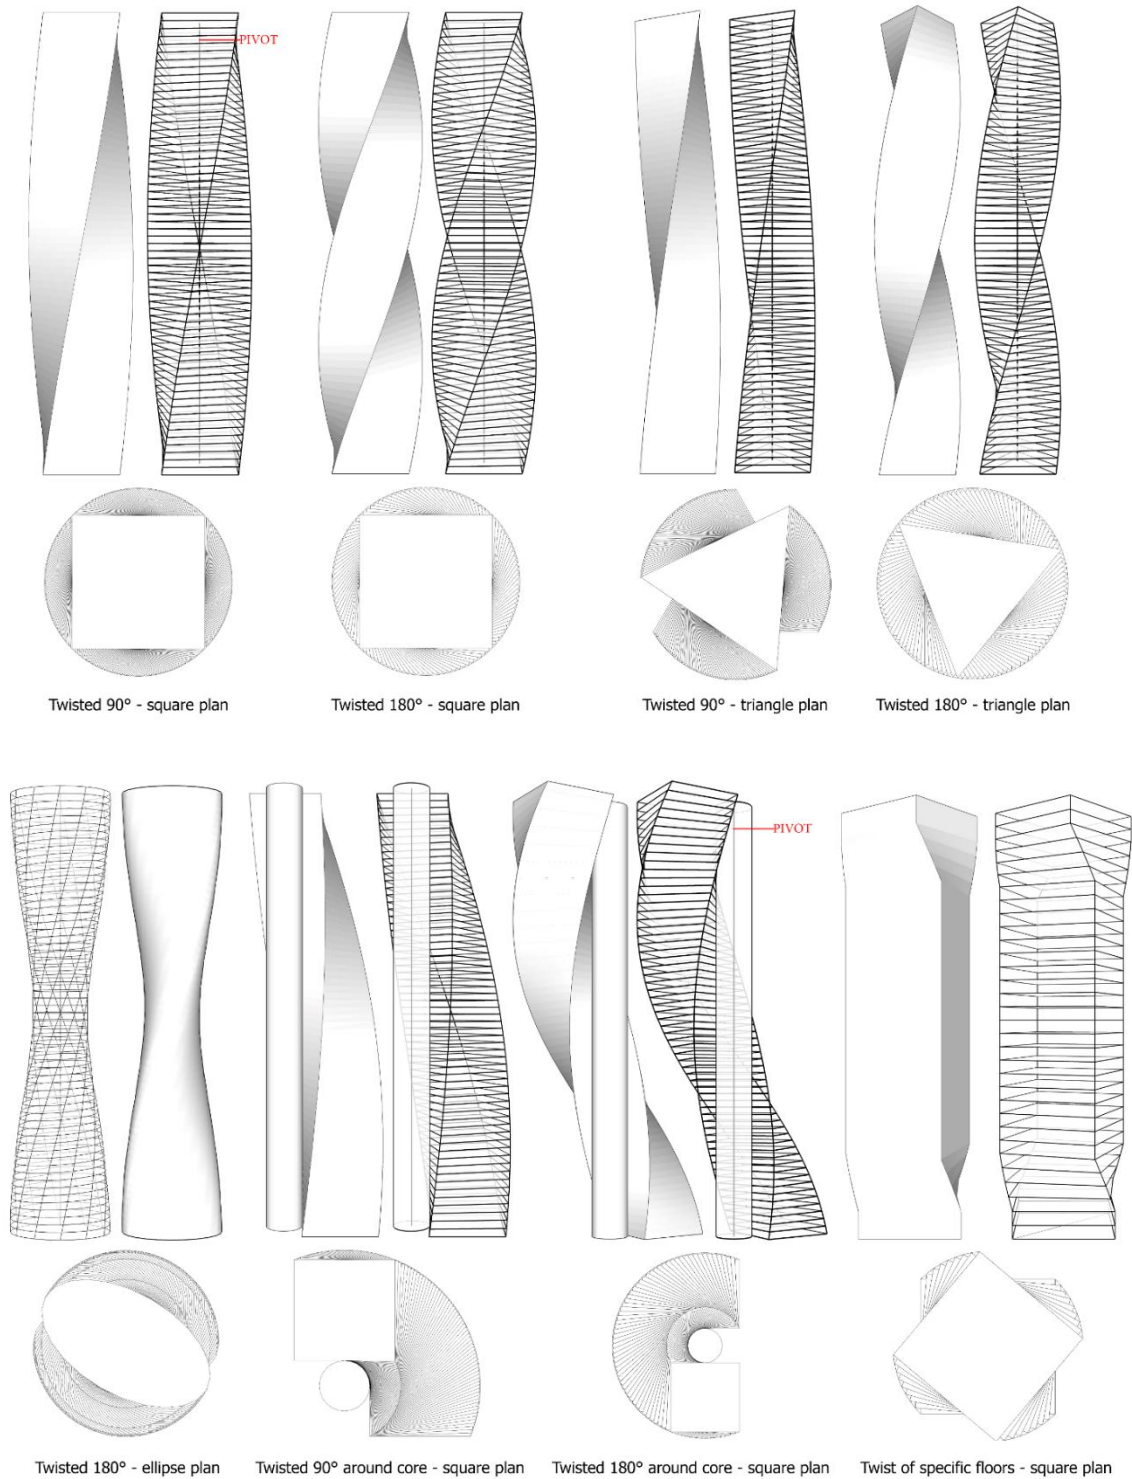 PIVOT
Twisted 90° - square plan
Twisted 180° - square plan
Twisted 90° - triangle plan
Twisted 180° - triangle plan
PIVOT
Twisted 180° - ellipse plan
Twisted 90° around core - square plan
Twisted 180° around core - square plan
Twist of specific floors - square plan